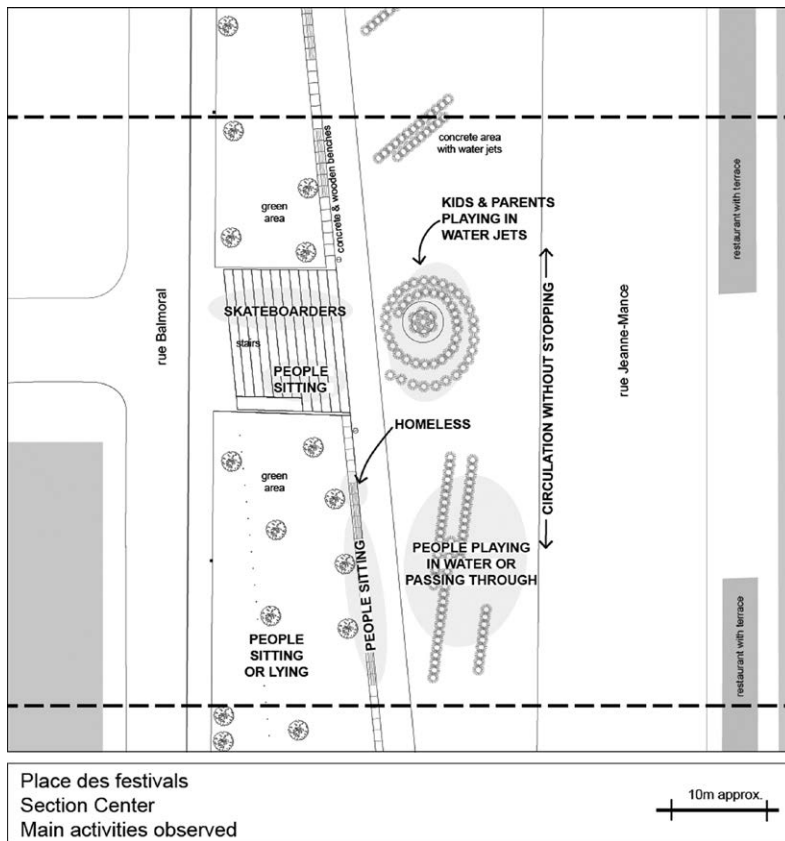 concrete area
with water jets
concrete & wooden benches
green
area
KIDS & PARENTS
PLAYING IN
WATER JETS
restaurant with terrace
rue Balmoral
SKATEBOARDERS
stairs
PEOPLE
SITTING
CIRCULATION WITHOUT STOPPING
rue Jeanne-Mance
HOMELESS
green
area
PEOPLE SITTING
PEOPLE PLAYING
IN WATER OR
PASSING THROUGH
PEOPLE
SITTING
OR LYING
restaurant with terrace
Place des festivals
Section Center
Main activities observed
10m approx.